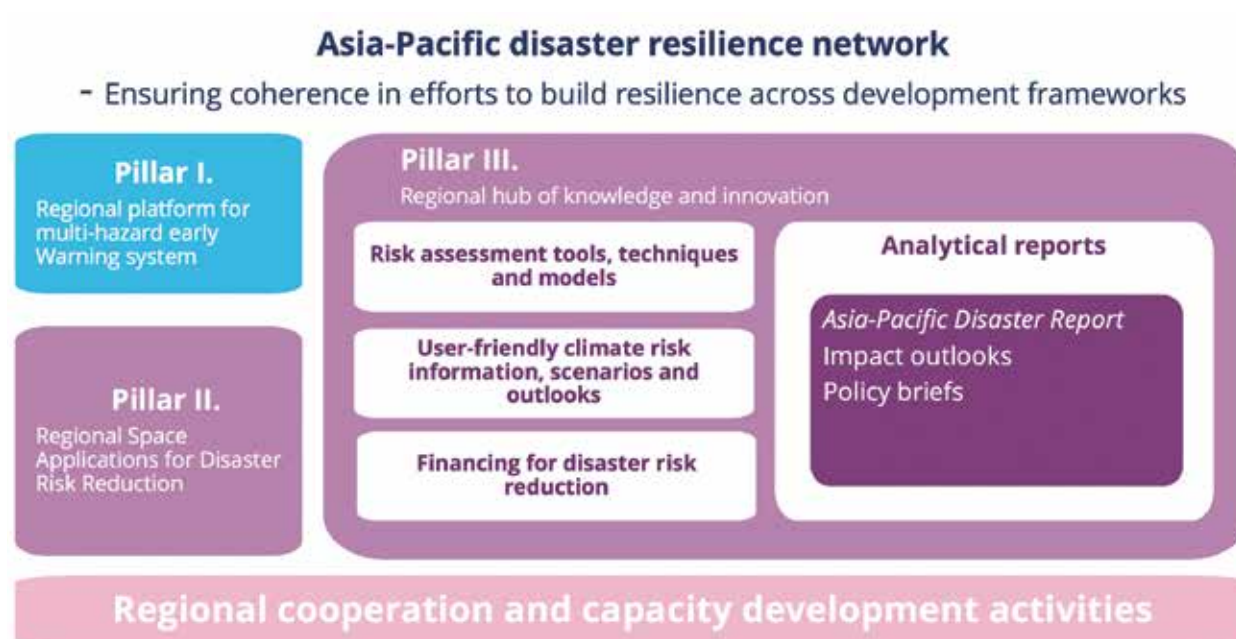 Asia-Pacific disaster resilience network
- Ensuring coherence in efforts to build resilience across development frameworks
Pillar I.
Regional platform for
multi-hazard early
Warning system
Pillar II.
Regional Space
Applications for Disaster
Risk Reduction
Pillar III.
Regional hub of knowledge and innovation
Risk assessment tools, techniques
and models
User-friendly climate risk
information, scenarios and
outlooks
Financing for disaster risk
reduction
Analytical reports
Asia-Pacific Disaster Report
Impact outlooks
Policy briefs
Regional cooperation and capacity development activities